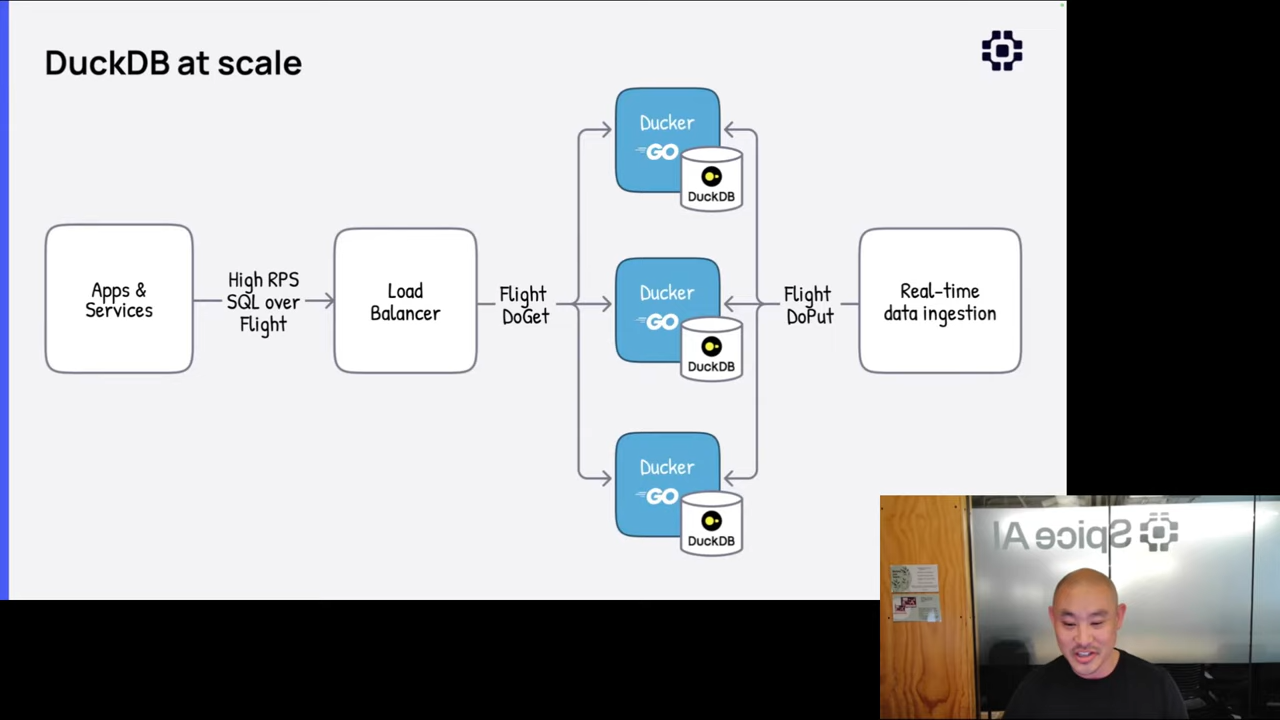 DuckDB at scale
Apps &
Services
High RPS
SQL over
Flight
Load
Balancer
Flight
DoGet
Ducker
GO
DuckDB
Ducker
GO
DuckDB
Ducker
GO
DuckDB
Flight
DoPut
Real-time
data ingestion
Spice AI